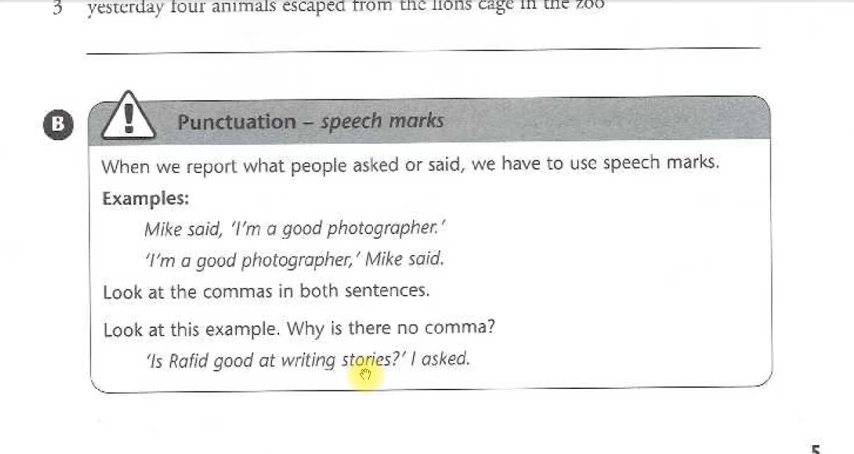 3 yesterday four animals escaped from the lions cage in the zoo
B
! Punctuation – speech marks
When we report what people asked or said, we have to use speech marks.
Examples:
Mike said, ‘I’m a good photographer.’
‘I’m a good photographer,’ Mike said.
Look at the commas in both sentences.
Look at this example. Why is there no comma?
‘Is Rafid good at writing stories?’ I asked.
5